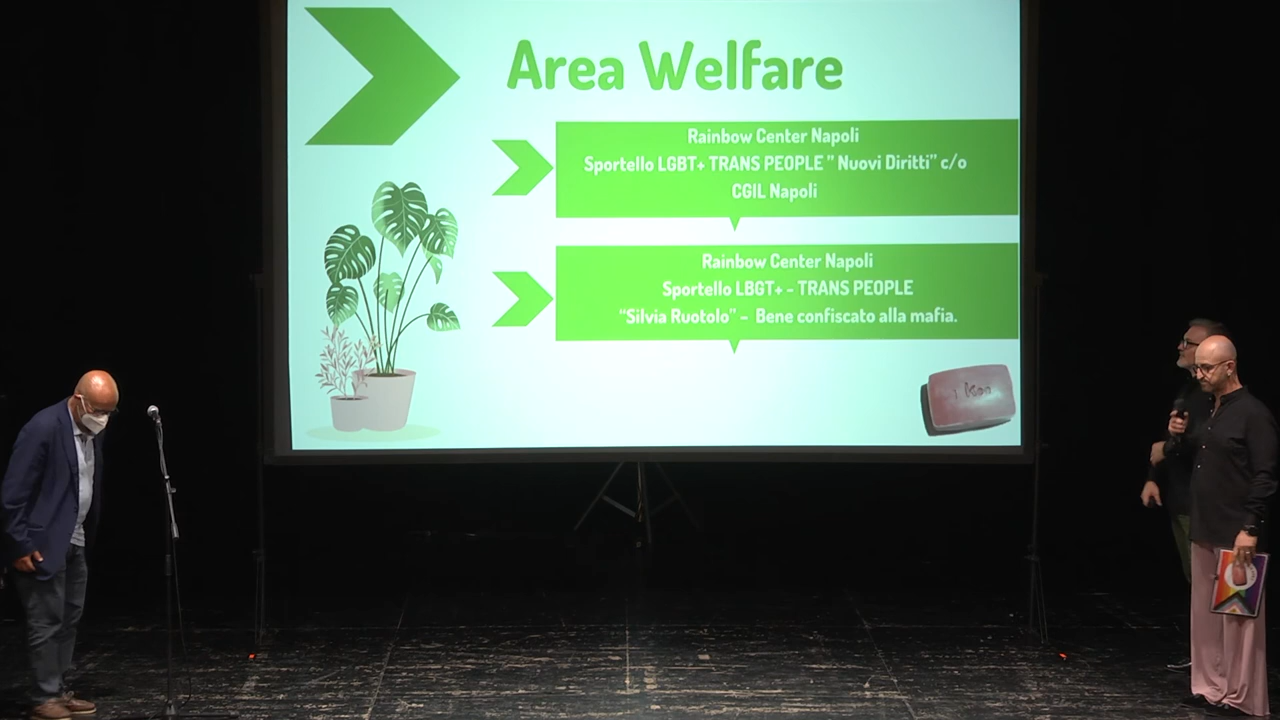 Area Welfare
Rainbow Center Napoli
Sportello LGBT+ TRANS PEOPLE " Nuovi Diritti" c/o
CGIL Napoli
Rainbow Center Napoli
Sportello LBGT+ - TRANS PEOPLE
"Silvia Ruotolo" - Bene confiscato alla mafia.